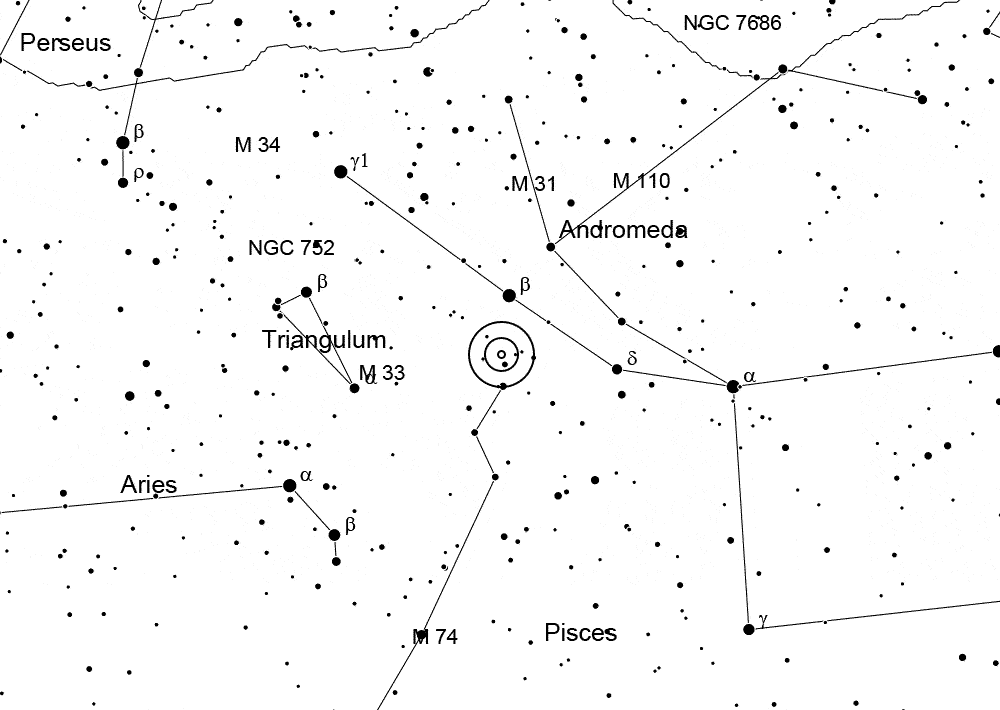 NGC 7686
Perseus
β
M 34
γ1
ρ
M 31
M 110
Andromeda
NGC 752
β
β
Triangulum
δ
M 33
α
α
α
Aries
β
γ
Pisces
M 74